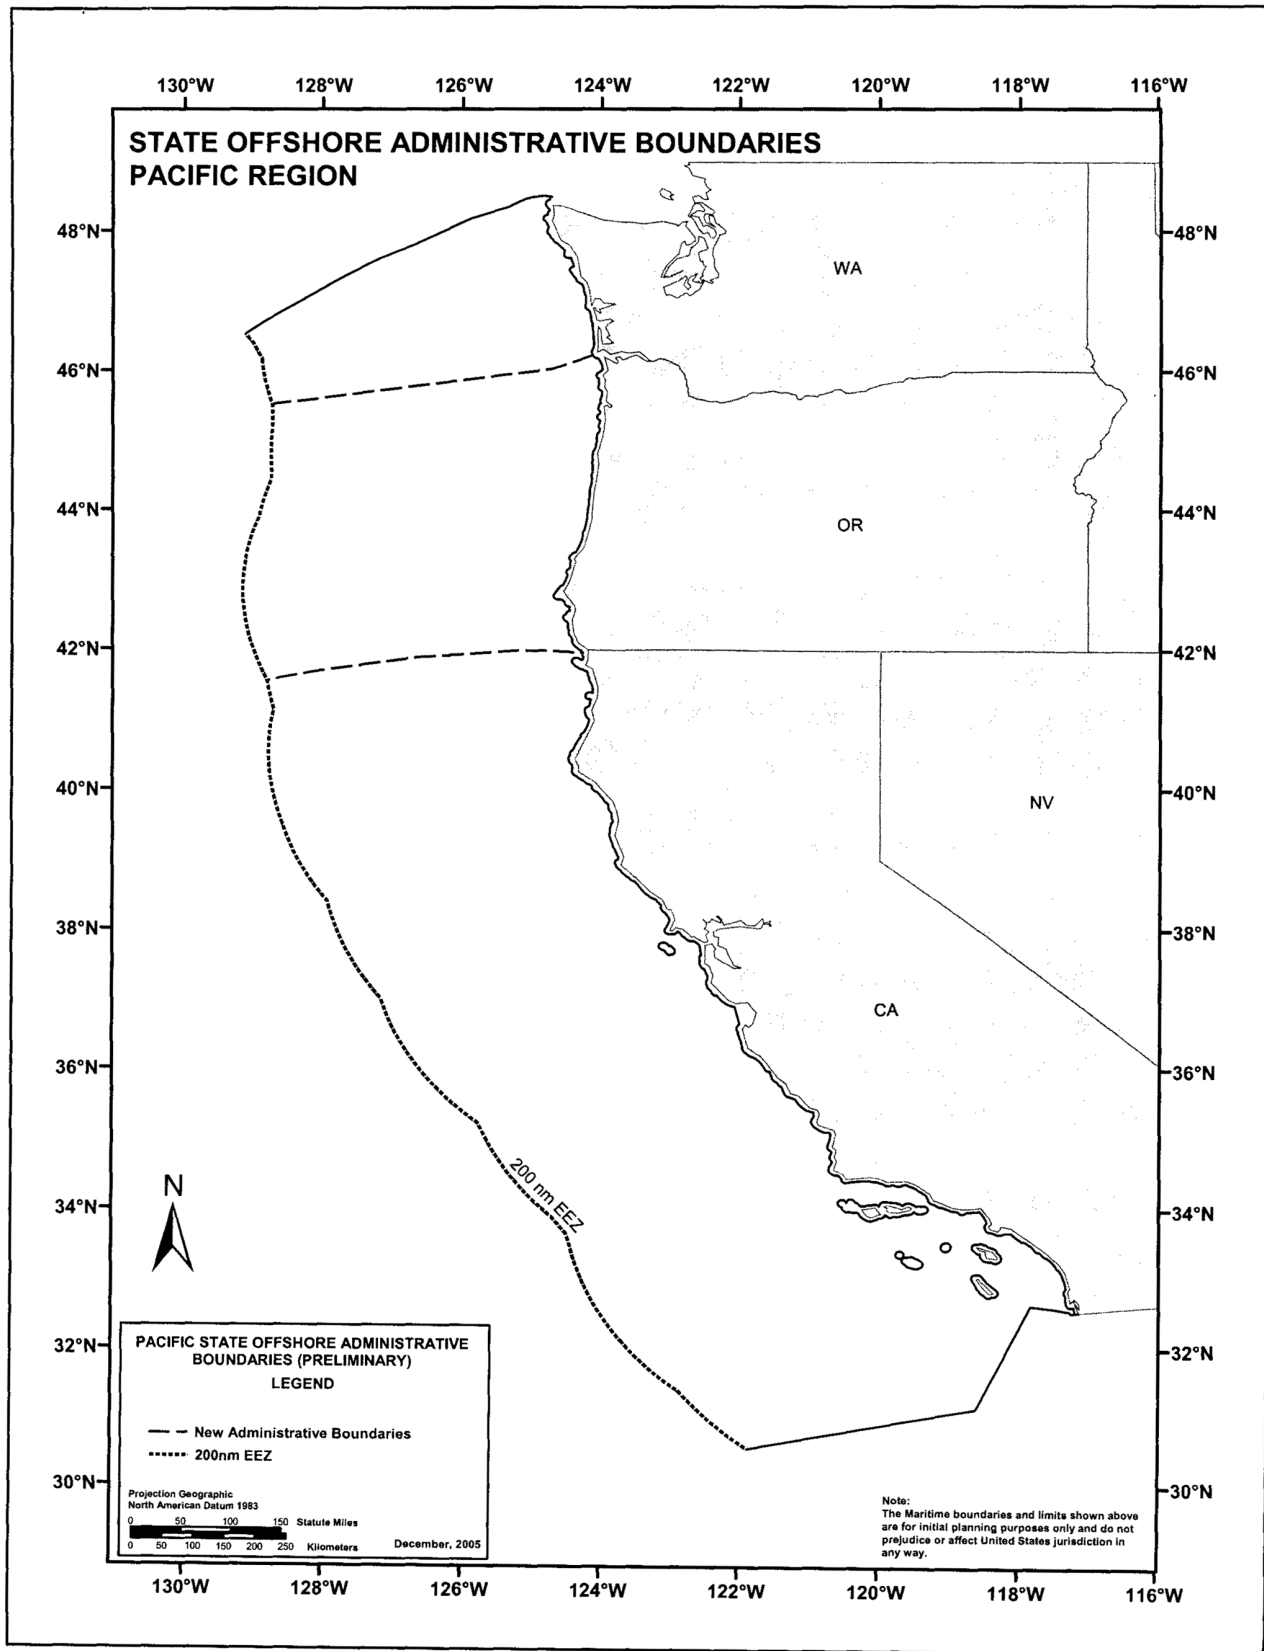 130°W 128°W 126°W 124°W 122°W 120°W 118°W 116°W
STATE OFFSHORE ADMINISTRATIVE BOUNDARIES
PACIFIC REGION
48°N 48°N
WA
46°N 46°N
44°N 44°N
OR
42°N 42°N
40°N 40°N
NV
38°N 38°N
CA
36°N 36°N
200 nm EEZ
N
34°N 34°N
32°N 32°N
PACIFIC STATE OFFSHORE ADMINISTRATIVE
BOUNDARIES (PRELIMINARY)
LEGEND
New Administrative Boundaries
200nm EEZ
30°N 30°N
Projection Geographic
North American Datum 1983
0 50 100 150 Statute Miles
0 50 100 150 200 250 Kilometers
December, 2005
Note:
The Maritime boundaries and limits shown above
are for initial planning purposes only and do not
prejudice or affect United States jurisdiction in
any way.
130°W 128°W 126°W 124°W 122°W 120°W 118°W 116°W